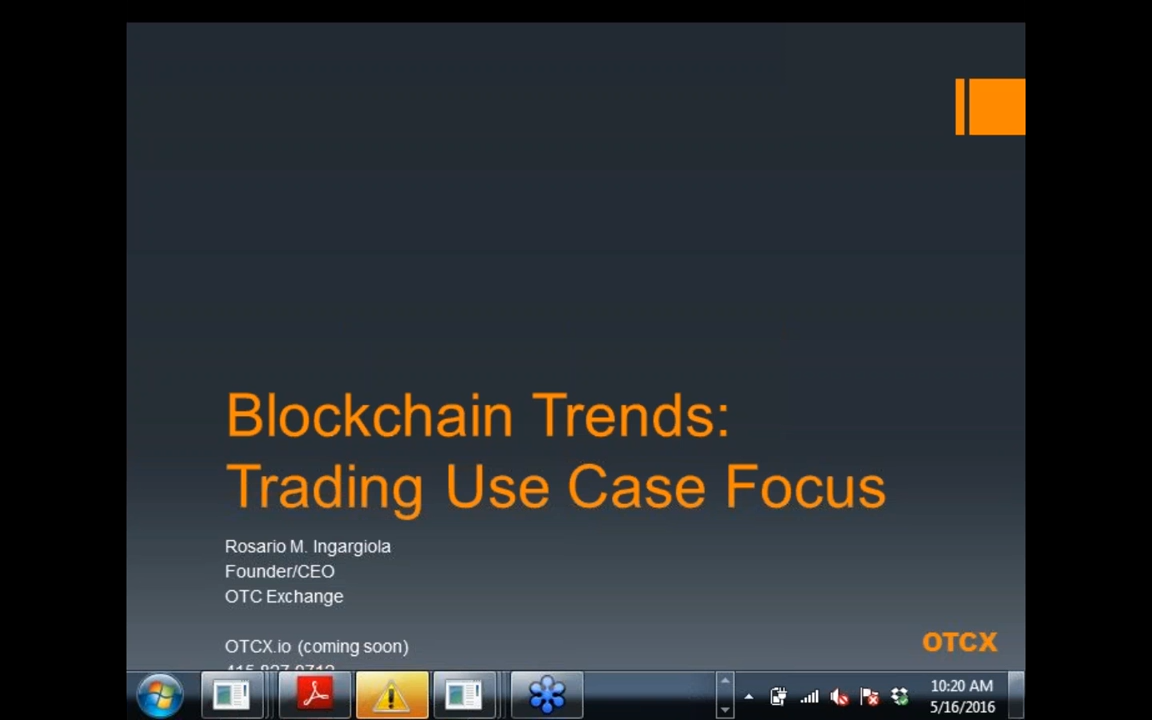 Blockchain Trends:
Trading Use Case Focus
Rosario M. Ingargiola
Founder/CEO
OTC Exchange
OTCX.io (coming soon)
OTCX
10:20 AM
5/16/2016